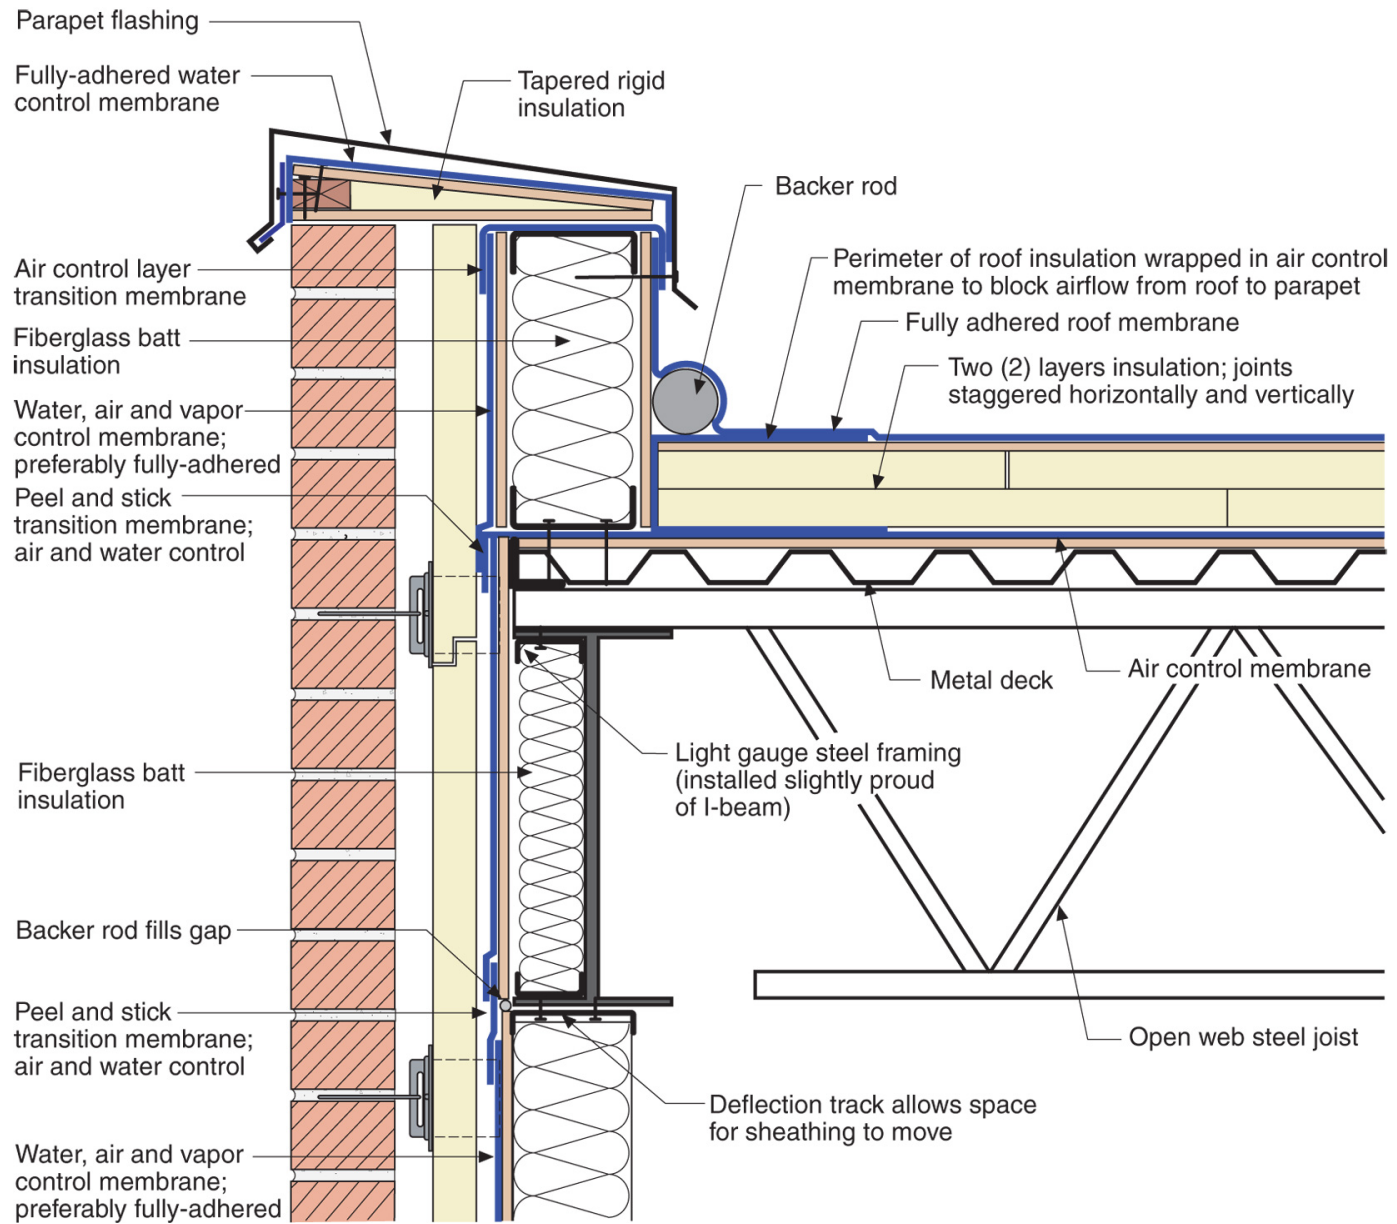 Parapet flashing
Fully-adhered water
control membrane
Tapered rigid
insulation
Backer rod
Air control layer
transition membrane
Perimeter of roof insulation wrapped in air control
membrane to block airflow from roof to parapet
Fully adhered roof membrane
Fiberglass batt
insulation
Two (2) layers insulation; joints
staggered horizontally and vertically
Water, air and vapor
control membrane;
preferably fully-adhered
Peel and stick
transition membrane;
air and water control
Metal deck
Air control membrane
Light gauge steel framing
(installed slightly proud
of I-beam)
Fiberglass batt
insulation
Backer rod fills gap
Peel and stick
transition membrane;
air and water control
Open web steel joist
Deflection track allows space
for sheathing to move
Water, air and vapor
control membrane;
preferably fully-adhered